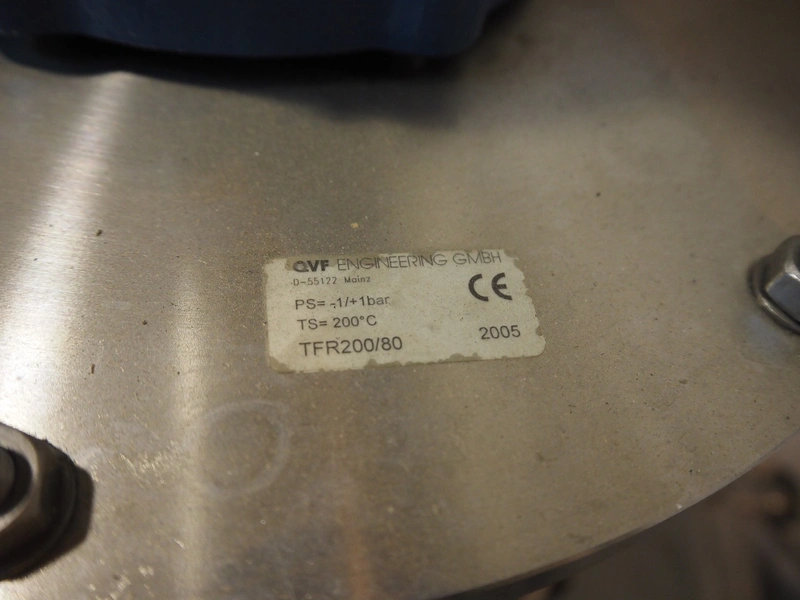 QVF ENGINEERING GMBH
D-55122 Mainz
CE
PS= -1/+1bar
TS= 200°C
TFR200/80
2005